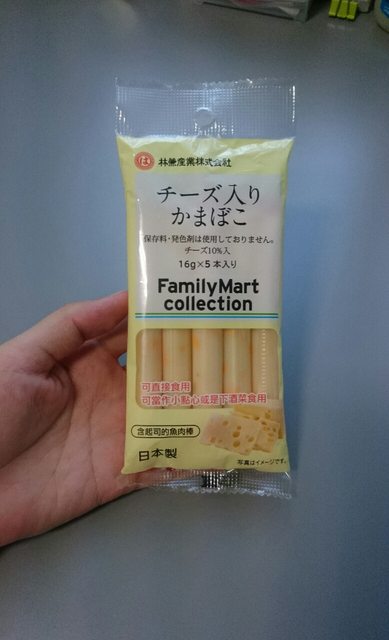 林兼産業株式会社
チーズ入り
かまぼこ
保存料・発色剤は使用しておりません。
チーズ10%入
16g×5本入り
FamilyMart
collection
可直接食用
可當作小點心或是下酒菜食用
含起司的魚肉棒
日本製
写真はイメージです。